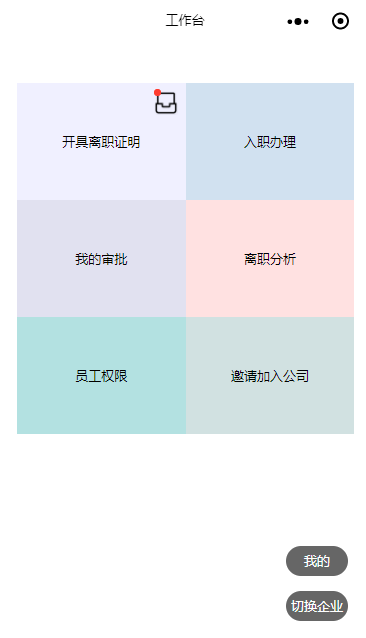 工作台
开具离职证明
入职办理
我的审批
离职分析
员工权限
邀请加入公司
我的
切换企业